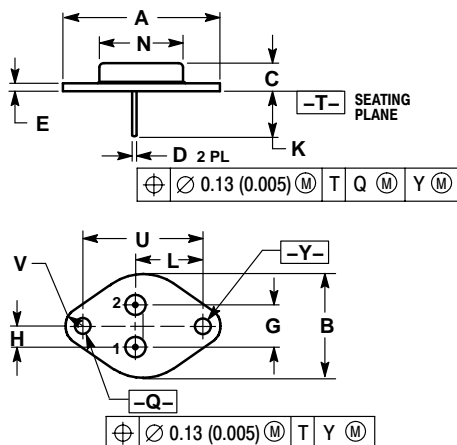 A
N
C
E
–T– SEATING
PLANE
K
D 2 PL
⌖ ∅ 0.13 (0.005) Ⓜ T Q Ⓜ Y Ⓜ
U
V
L
–Y–
2
H
G
B
1
–Q–
⌖ ∅ 0.13 (0.005) Ⓜ T Y Ⓜ